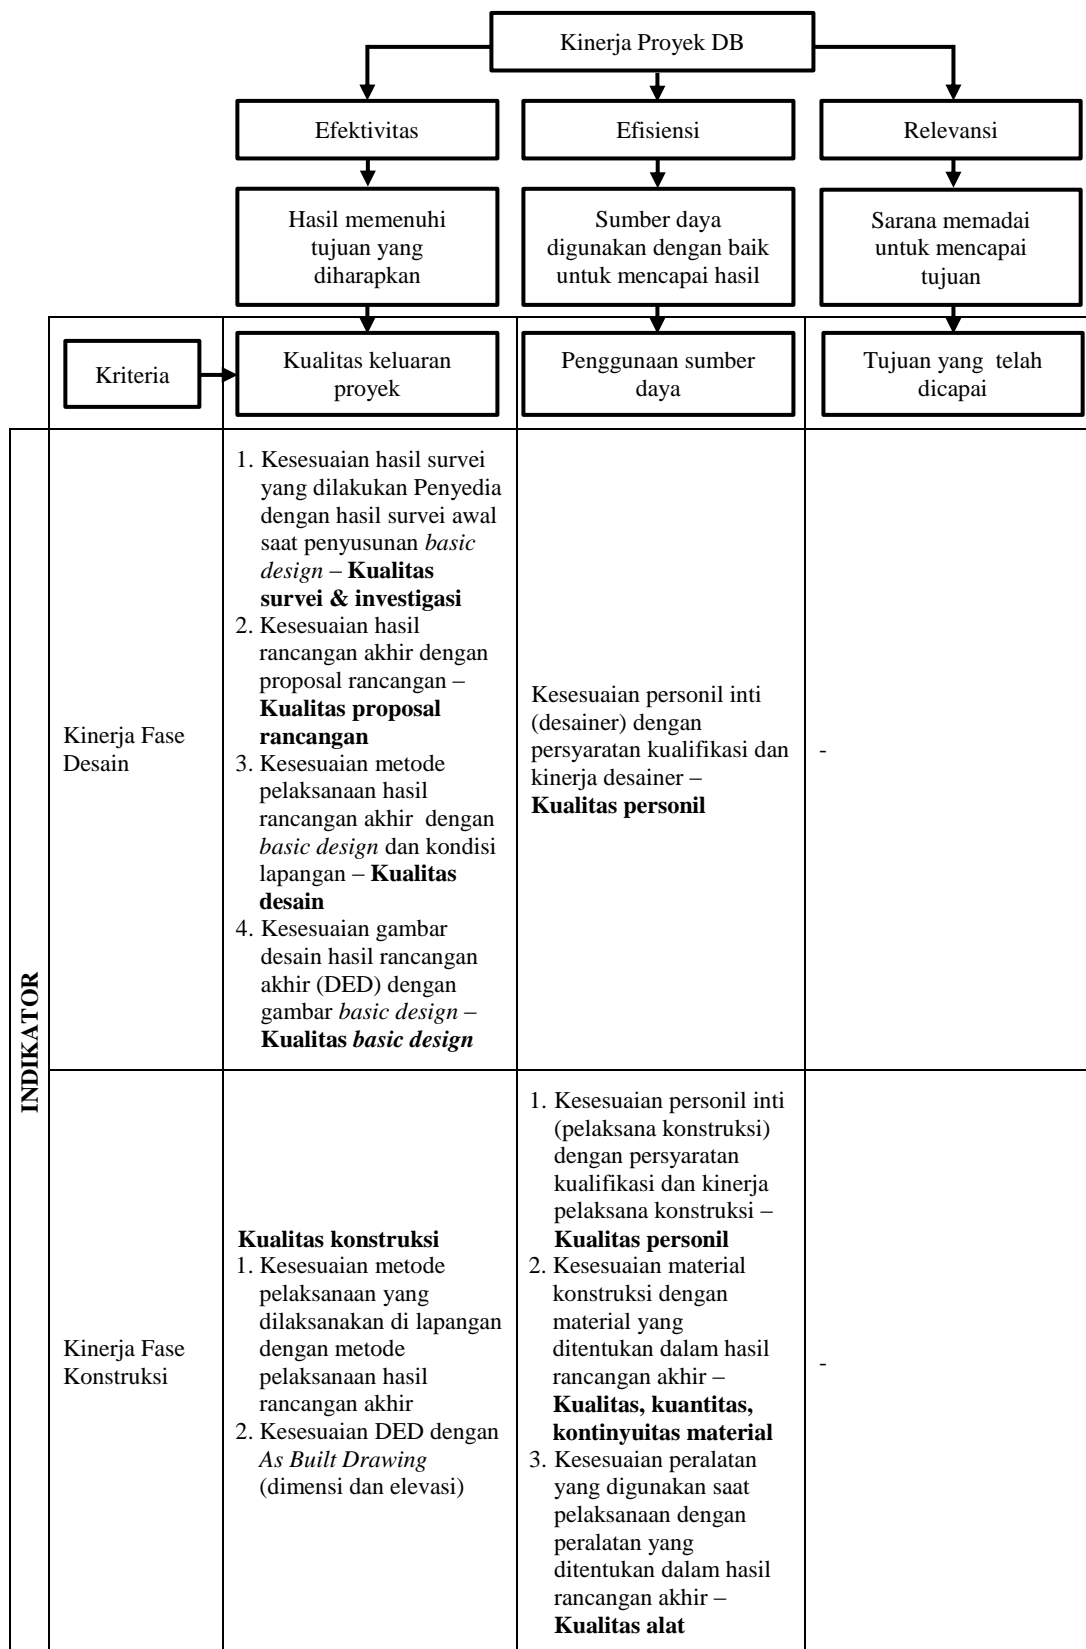 Kinerja Proyek DB
Efektivitas
Efisiensi
Relevansi
Hasil memenuhi
tujuan yang
diharapkan
Sumber daya
digunakan dengan baik
untuk mencapai hasil
Sarana memadai
untuk mencapai
tujuan
Kriteria
Kualitas keluaran
proyek
Penggunaan sumber
daya
Tujuan yang telah
dicapai
INDIKATOR
Kinerja Fase
Desain
1. Kesesuaian hasil survei
yang dilakukan Penyedia
dengan hasil survei awal
saat penyusunan basic
design – Kualitas
survei & investigasi
2. Kesesuaian hasil
rancangan akhir dengan
proposal rancangan –
Kualitas proposal
rancangan
3. Kesesuaian metode
pelaksanaan hasil
rancangan akhir dengan
basic design dan kondisi
lapangan – Kualitas
desain
4. Kesesuaian gambar
desain hasil rancangan
akhir (DED) dengan
gambar basic design –
Kualitas basic design
Kesesuaian personil inti
(desainer) dengan
persyaratan kualifikasi dan
kinerja desainer –
Kualitas personil
-
Kinerja Fase
Konstruksi
Kualitas konstruksi
1. Kesesuaian metode
pelaksanaan yang
dilaksanakan di lapangan
dengan metode
pelaksanaan hasil
rancangan akhir
2. Kesesuaian DED dengan
As Built Drawing
(dimensi dan elevasi)
1. Kesesuaian personil inti
(pelaksana konstruksi)
dengan persyaratan
kualifikasi dan kinerja
pelaksana konstruksi –
Kualitas personil
2. Kesesuaian material
konstruksi dengan
material yang
ditentukan dalam hasil
rancangan akhir –
Kualitas, kuantitas,
kontinyuitas material
3. Kesesuaian peralatan
yang digunakan saat
pelaksanaan dengan
peralatan yang
ditentukan dalam hasil
rancangan akhir –
Kualitas alat
-